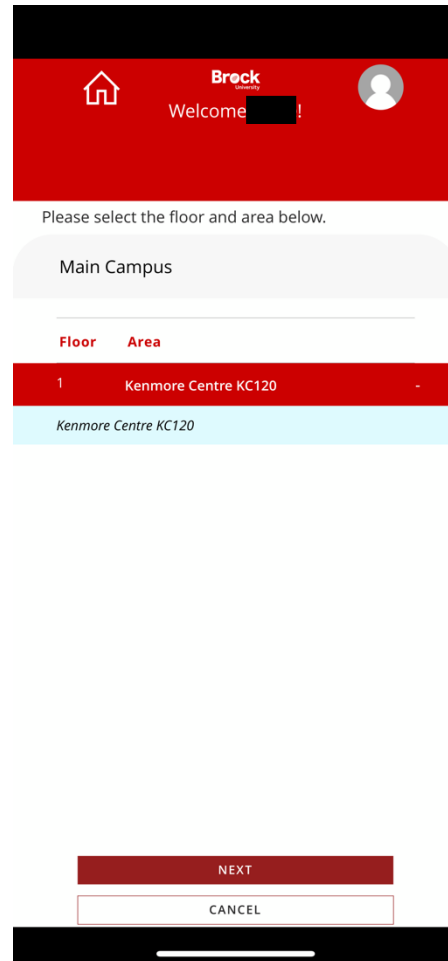 Brock
University
Welcome !
Please select the floor and area below.
Main Campus
Floor Area
1 Kenmore Centre KC120 -
Kenmore Centre KC120
NEXT
CANCEL